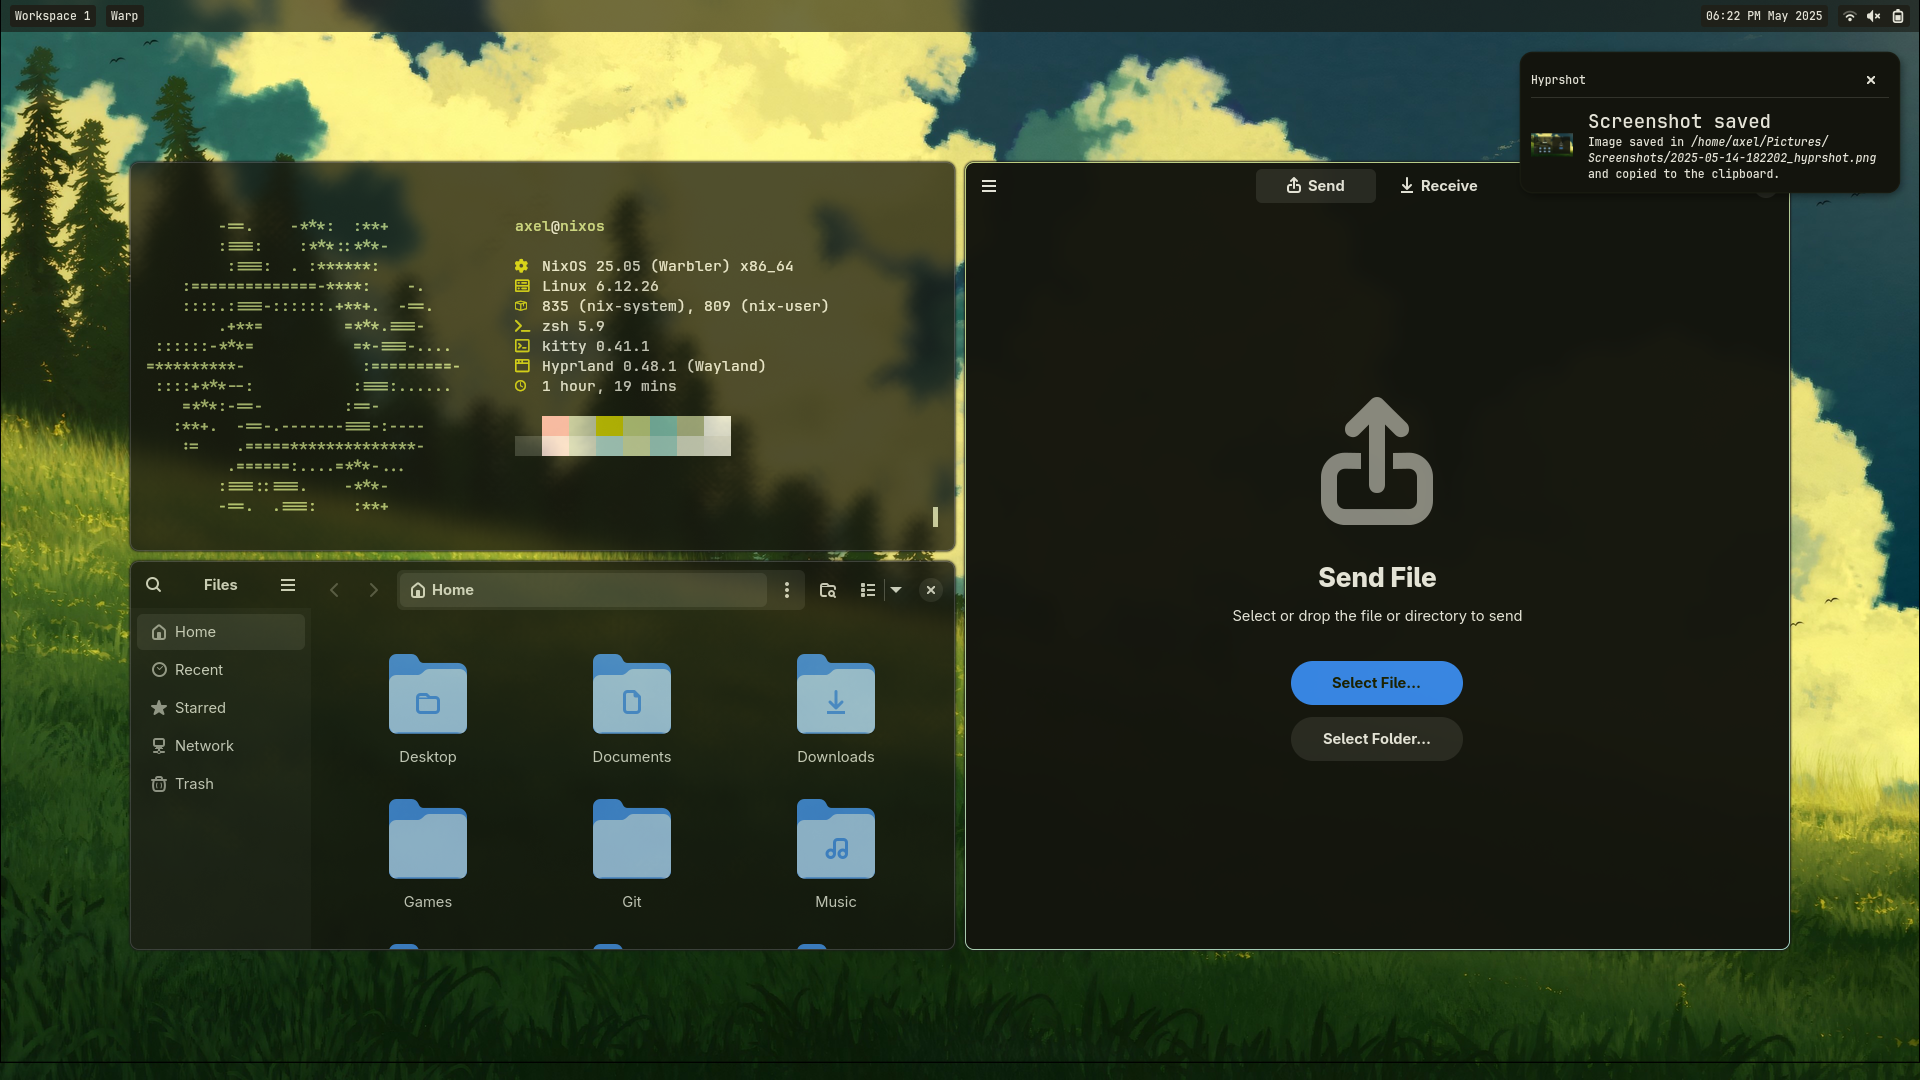 Workspace 1
Warp
06:22 PM May 2025
Hyprshot
Screenshot saved
Image saved in /home/axel/Pictures/
Screenshots/2025-05-14-182202_hyprshot.png
and copied to the clipboard.
axel@nixos
NixOS 25.05 (Warbler) x86_64
Linux 6.12.26
835 (nix-system), 809 (nix-user)
zsh 5.9
kitty 0.41.1
Hyprland 0.48.1 (Wayland)
1 hour, 19 mins
Files
Home
Home
Recent
Starred
Network
Trash
Desktop
Documents
Downloads
Games
Git
Music
Send
Receive
Send File
Select or drop the file or directory to send
Select File...
Select Folder...